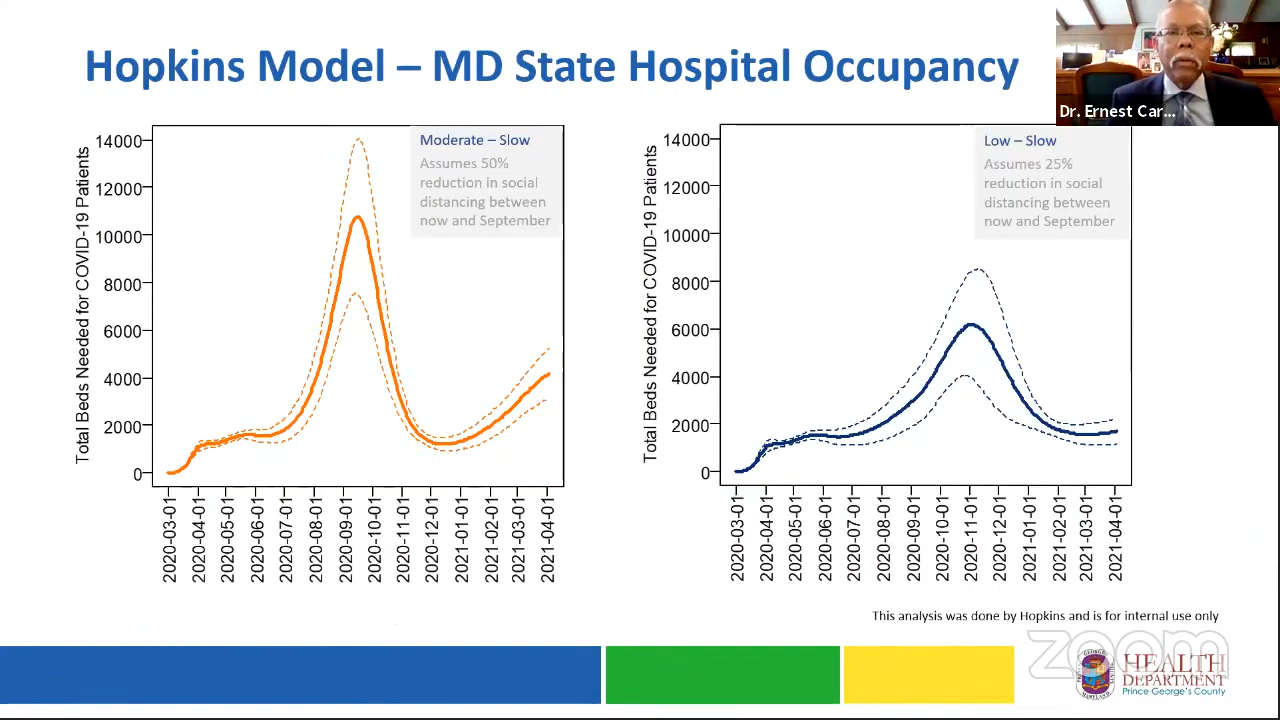 Hopkins Model – MD State Hospital Occupancy
Dr. Ernest Car...
Total Beds Needed for COVID-19 Patients
14000
12000
10000
8000
6000
4000
2000
0
Moderate – Slow
Assumes 50%
reduction in social
distancing between
now and September
2020-03-01
2020-04-01
2020-05-01
2020-06-01
2020-07-01
2020-08-01
2020-09-01
2020-10-01
2020-11-01
2020-12-01
2021-01-01
2021-02-01
2021-03-01
2021-04-01
Total Beds Needed for COVID-19 Patients
14000
12000
10000
8000
6000
4000
2000
0
Low – Slow
Assumes 25%
reduction in social
distancing between
now and September
2020-03-01
2020-04-01
2020-05-01
2020-06-01
2020-07-01
2020-08-01
2020-09-01
2020-10-01
2020-11-01
2020-12-01
2021-01-01
2021-02-01
2021-03-01
2021-04-01
This analysis was done by Hopkins and is for internal use only
zoom
HEALTH
DEPARTMENT
Prince George's County